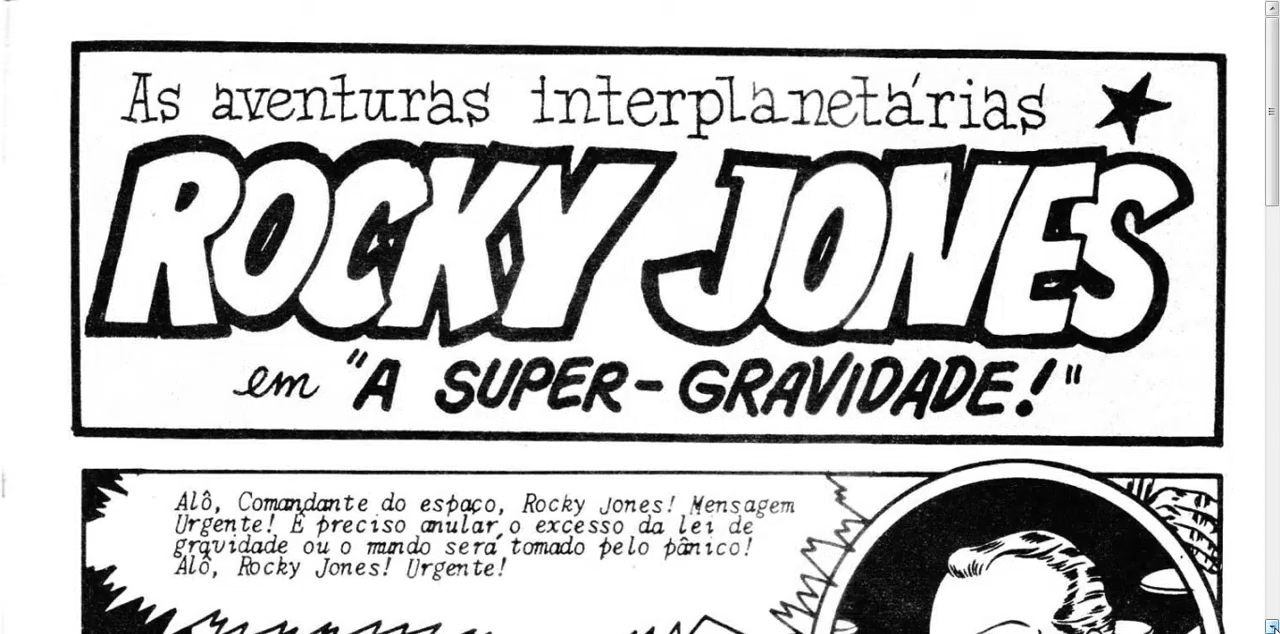 As aventuras interplanetárias
ROCKY JONES
em "A SUPER-GRAVIDADE!"
Alô, Comandante do espaço, Rocky Jones! Mensagem
Urgente! É preciso anular o excesso da lei de
gravidade ou o mundo será tomado pelo pânico!
Alô, Rocky Jones! Urgente!